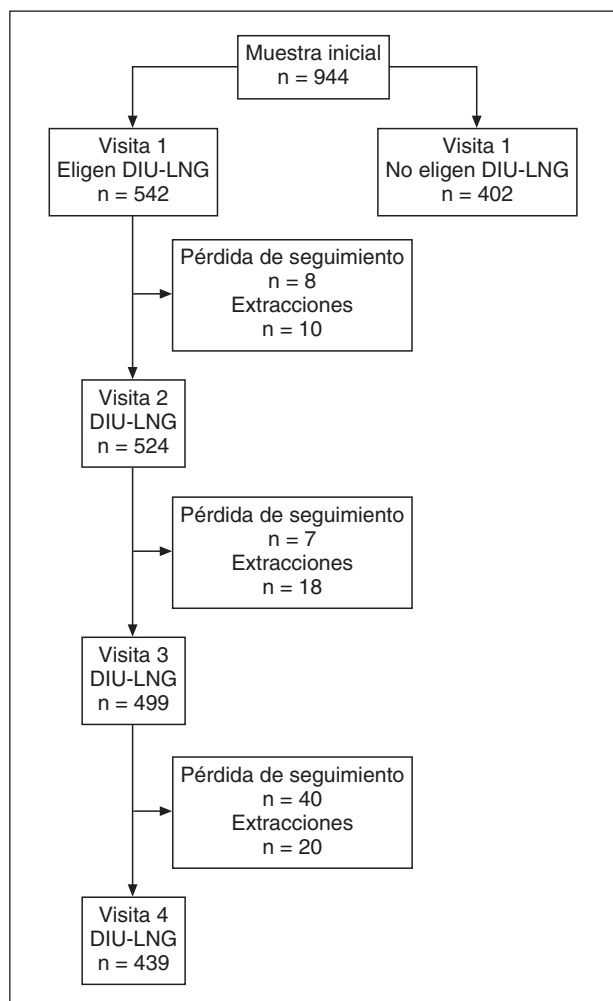 Muestra inicial
n = 944
Visita 1
Eligen DIU-LNG
n = 542
Visita 1
No eligen DIU-LNG
n = 402
Pérdida de seguimiento
n = 8
Extracciones
n = 10
Visita 2
DIU-LNG
n = 524
Pérdida de seguimiento
n = 7
Extracciones
n = 18
Visita 3
DIU-LNG
n = 499
Pérdida de seguimiento
n = 40
Extracciones
n = 20
Visita 4
DIU-LNG
n = 439